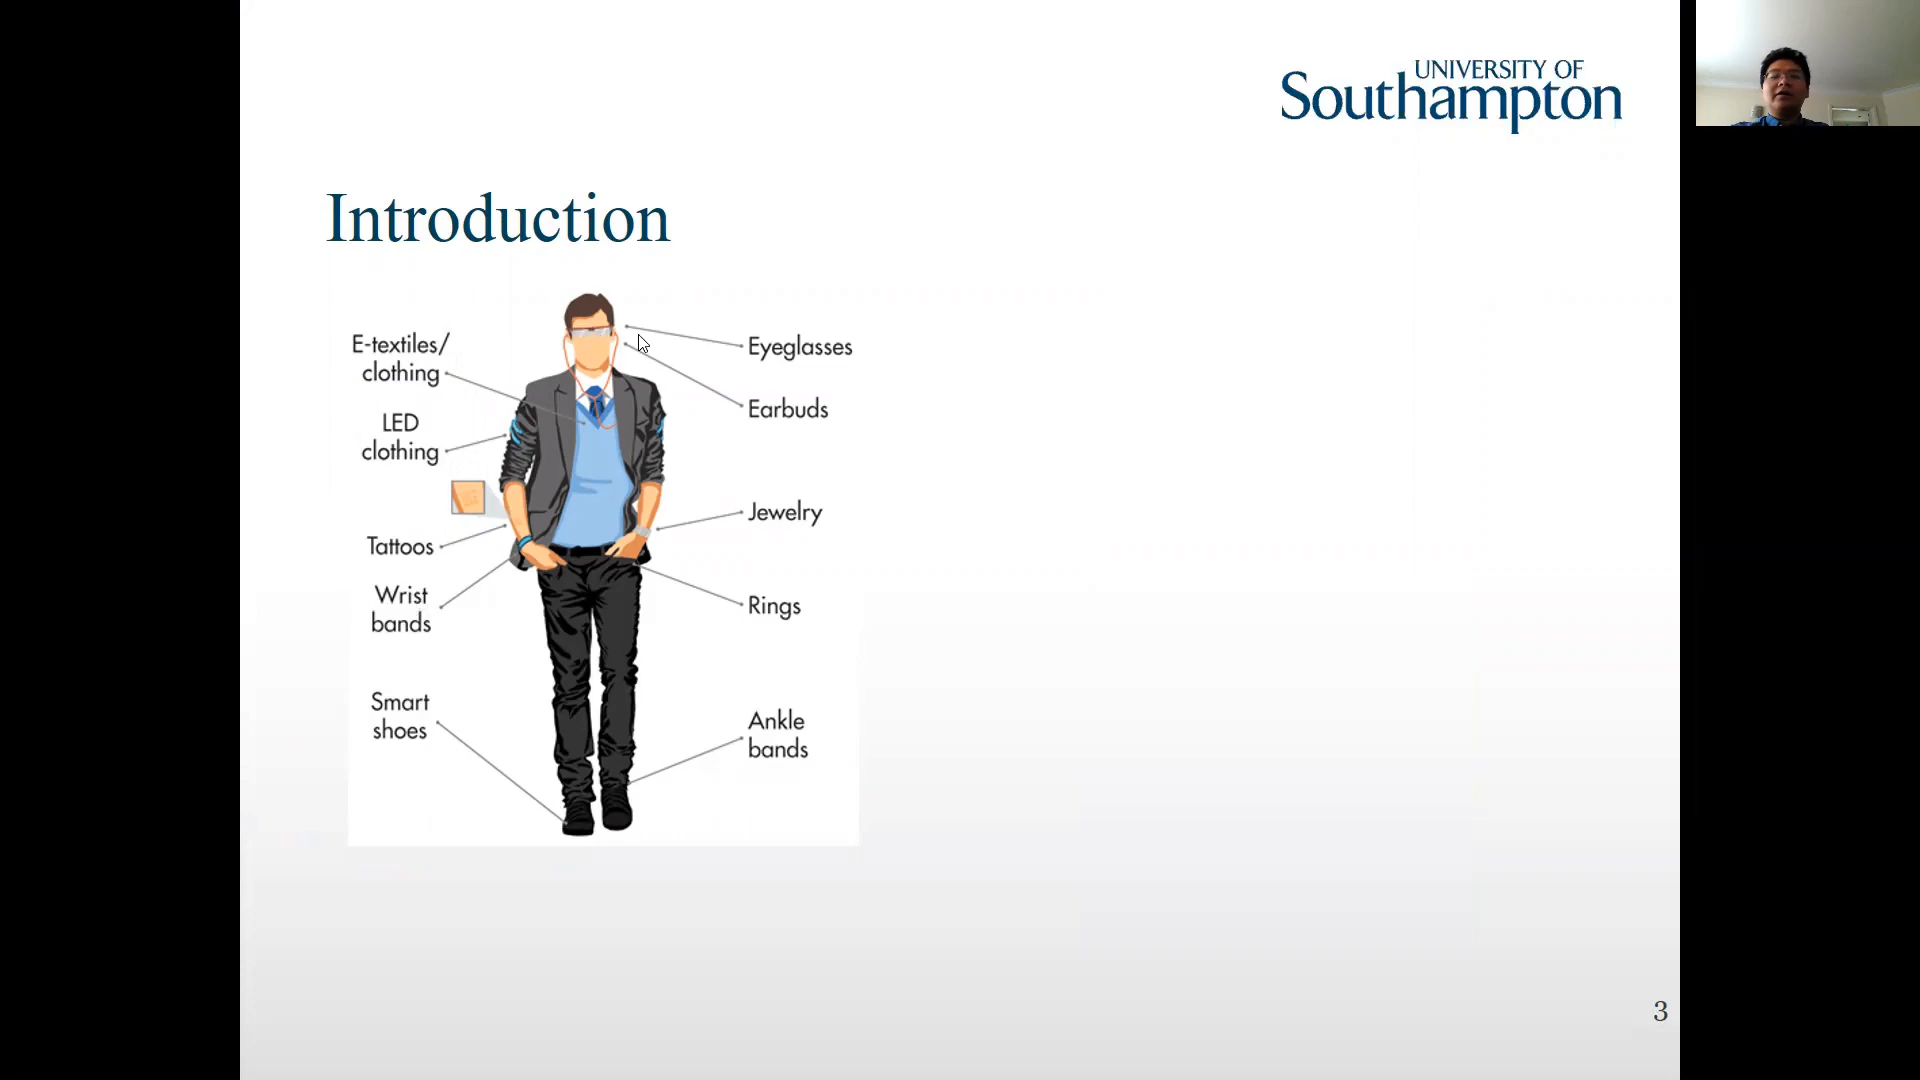 UNIVERSITY OF
Southampton
Introduction
E-textiles/
clothing
LED
clothing
Tattoos
Wrist
bands
Smart
shoes
Eyeglasses
Earbuds
Jewelry
Rings
Ankle
bands
3